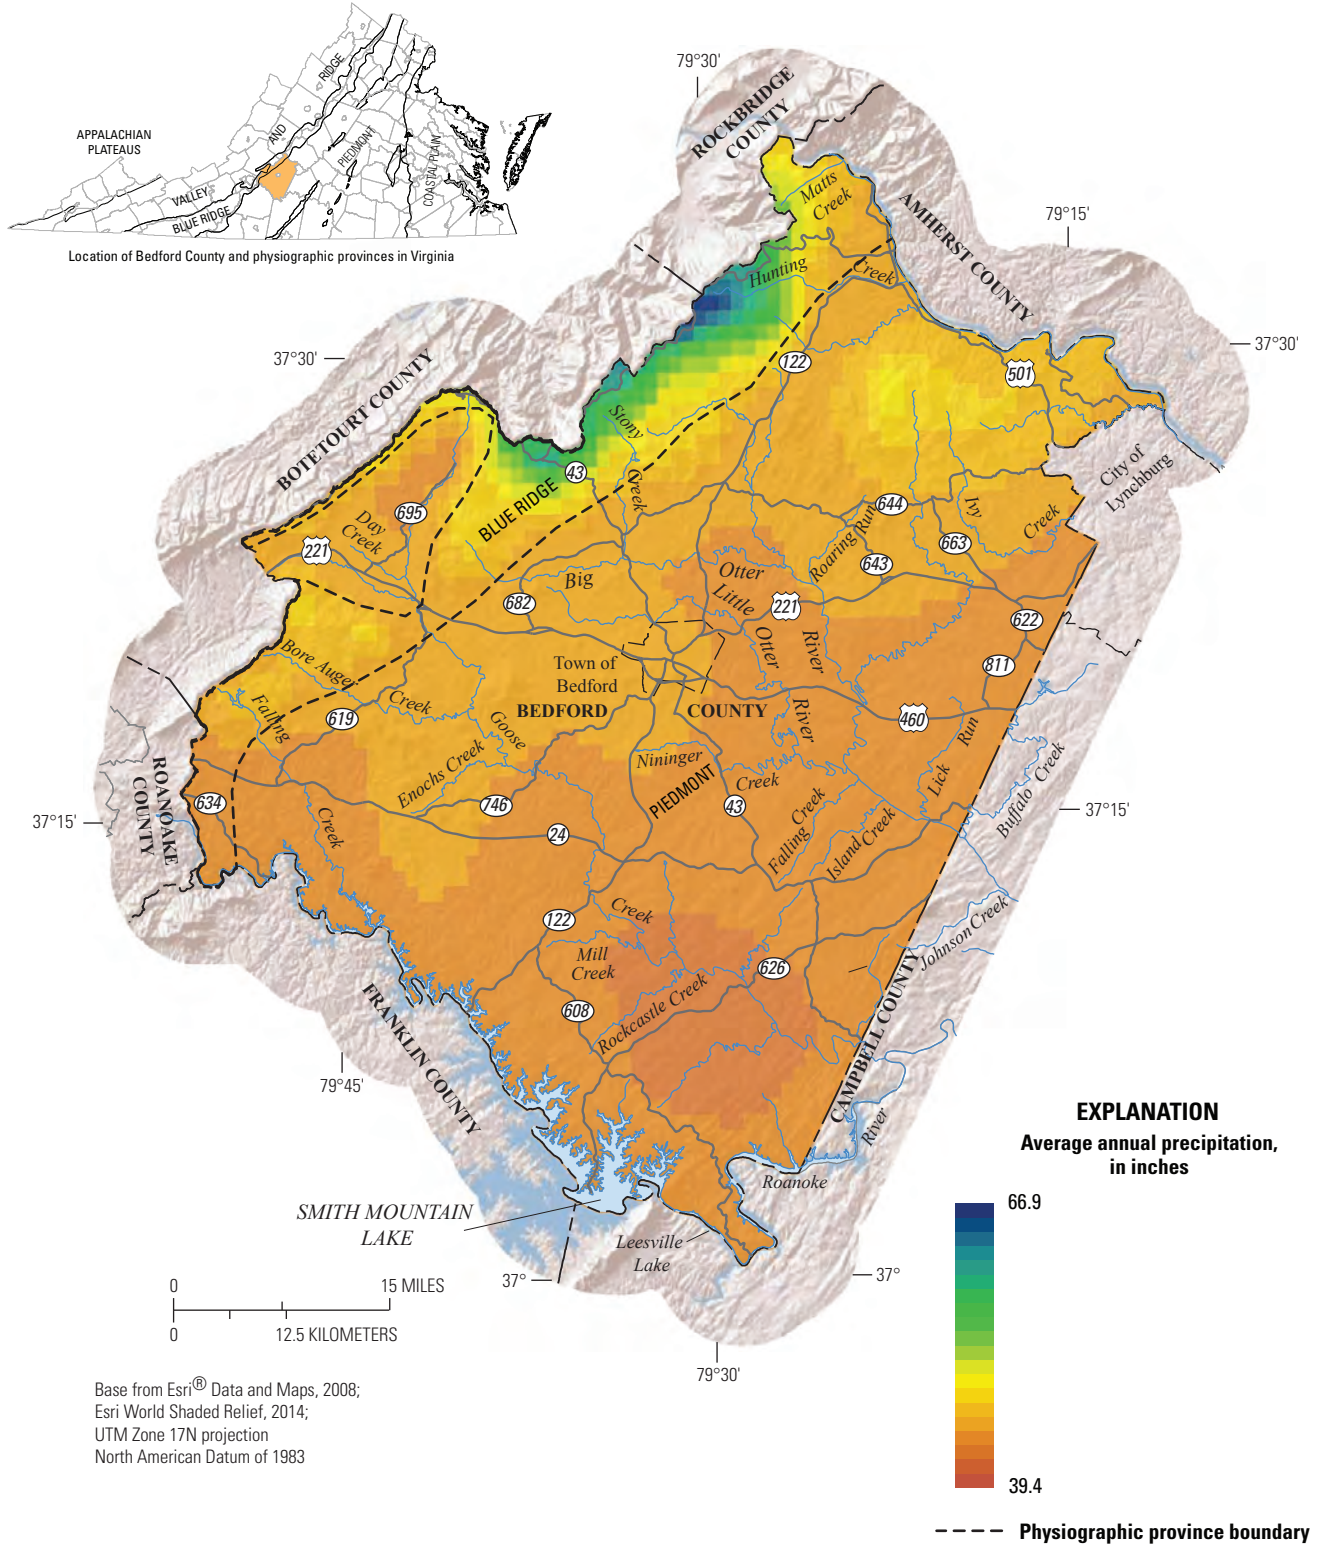 APPALACHIAN
PLATEAUS
VALLEY
AND
RIDGE
BLUE RIDGE
PIEDMONT
COASTAL PLAIN
Location of Bedford County and physiographic provinces in Virginia
79°30'
ROCKBRIDGE
COUNTY
Matts
Creek
AMHERST COUNTY
79°15'
Hunting
Creek
37°30'
37°30'
BOTETOURT COUNTY
122
501
Stony
Creek
43
BLUE RIDGE
City of
Lynchburg
695
Day
Creek
221
644
Ivy
Creek
Roaring Run
663
643
Big
Otter
River
Little
Otter
River
682
221
622
811
Town of
Bedford
BEDFORD
COUNTY
Bore Auger
Creek
Falling
Creek
619
Goose
Creek
460
Enochs Creek
Nininger
Creek
PIEDMONT
Lick
Run
Buffalo Creek
ROANOAKE
COUNTY
634
746
43
37°15'
37°15'
24
Falling
Creek
Island Creek
122
Mill
Creek
626
Johnson Creek
608
Rockcastle Creek
FRANKLIN COUNTY
CAMPBELL COUNTY
79°45'
River
Roanoke
SMITH MOUNTAIN
LAKE
Leesville
Lake
37°
37°
79°30'
0
15 MILES
0
12.5 KILOMETERS
Base from Esri® Data and Maps, 2008;
Esri World Shaded Relief, 2014;
UTM Zone 17N projection
North American Datum of 1983
EXPLANATION
Average annual precipitation,
in inches
66.9
39.4
Physiographic province boundary